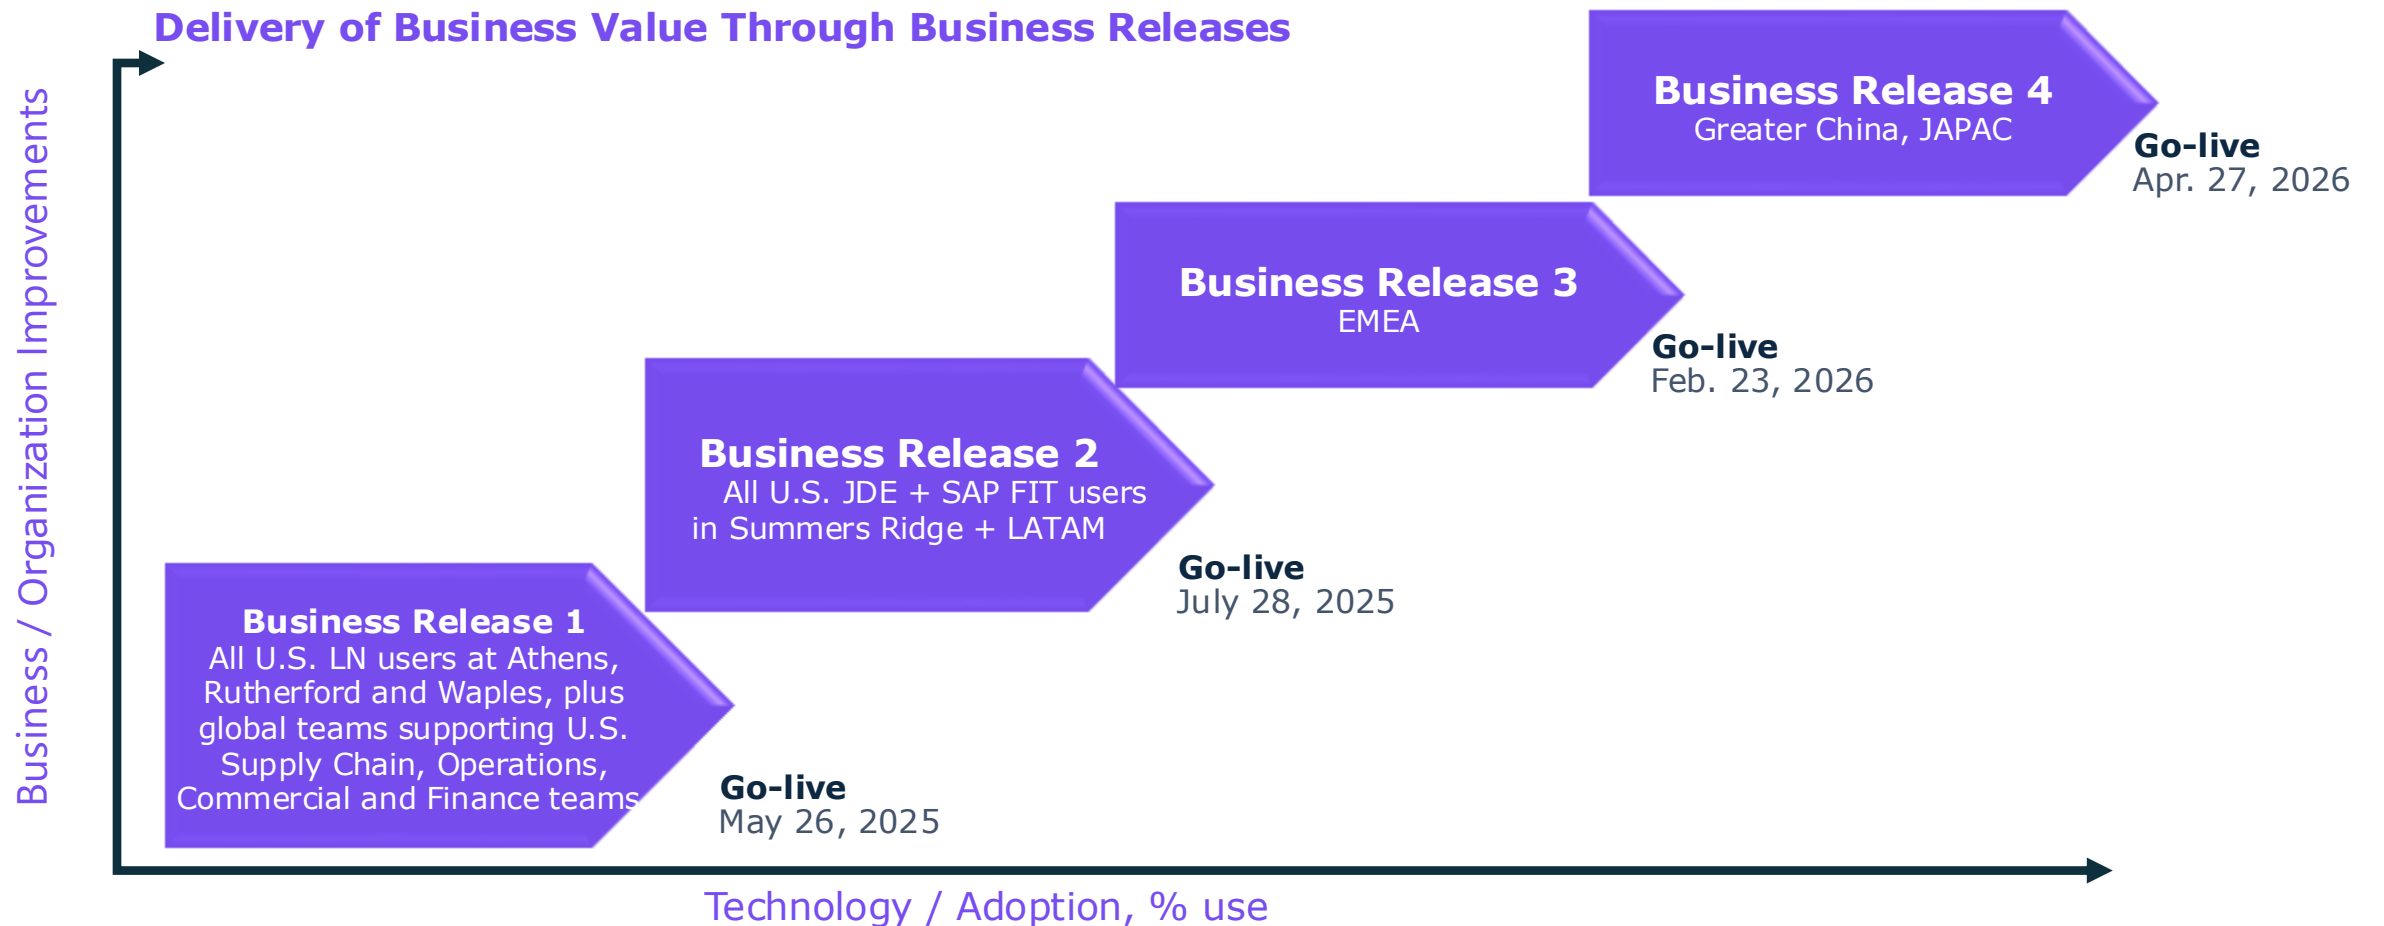 Delivery of Business Value Through Business Releases
Business / Organization Improvements
Business Release 1
All U.S. LN users at Athens,
Rutherford and Waples, plus
global teams supporting U.S.
Supply Chain, Operations,
Commercial and Finance teams
Go-live
May 26, 2025
Business Release 2
All U.S. JDE + SAP FIT users
in Summers Ridge + LATAM
Go-live
July 28, 2025
Business Release 3
EMEA
Go-live
Feb. 23, 2026
Business Release 4
Greater China, JAPAC
Go-live
Apr. 27, 2026
Technology / Adoption, % use